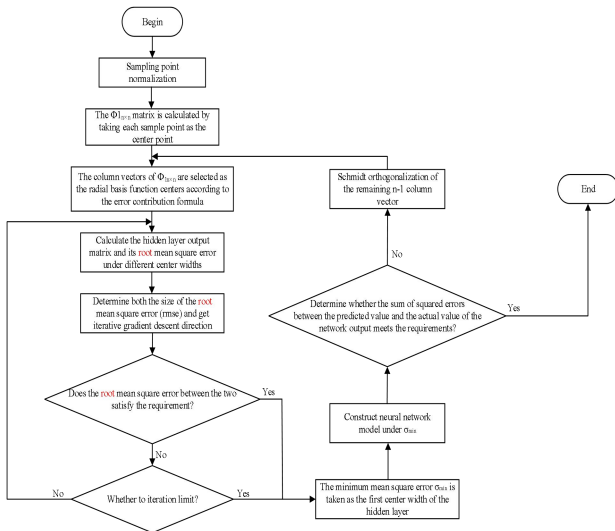 Begin
Sampling point
normalization
The Φ1n×n matrix is calculated by
taking each sample point as the
center point
The column vectors of Φ1n×n are selected as
the radial basis function centers according to
the error contribution formula
Calculate the hidden layer output
matrix and its root mean square error
under different center widths
Determine both the size of the root
mean square error (rmse) and get
iterative gradient descent direction
Does the root mean square error between the two
satisfy the requirement?
Yes
No
Whether to iteration limit?
No
Yes
The minimum mean square error σmin is
taken as the first center width of the
hidden layer
Construct neural network
model under σmin
Determine whether the sum of squared errors
between the predicted value and the actual value of the
network output meets the requirements?
No
Yes
Schmidt orthogonalization of
the remaining n-1 column
vector
End